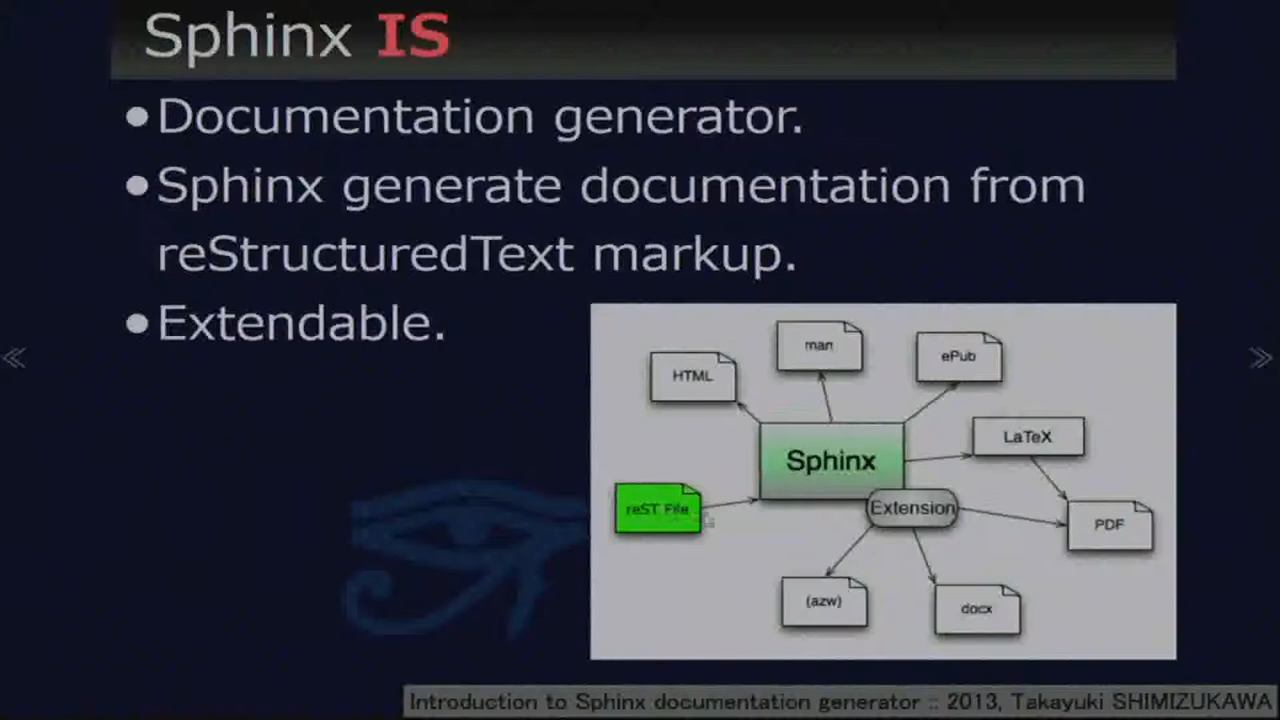 Sphinx IS
•Documentation generator.
•Sphinx generate documentation from
reStructuredText markup.
•Extendable.
man
ePub
HTML
LaTeX
Sphinx
reST File
Extension
PDF
(azw)
docx
Introduction to Sphinx documentation generator :: 2013, Takayuki SHIMIZUKAWA